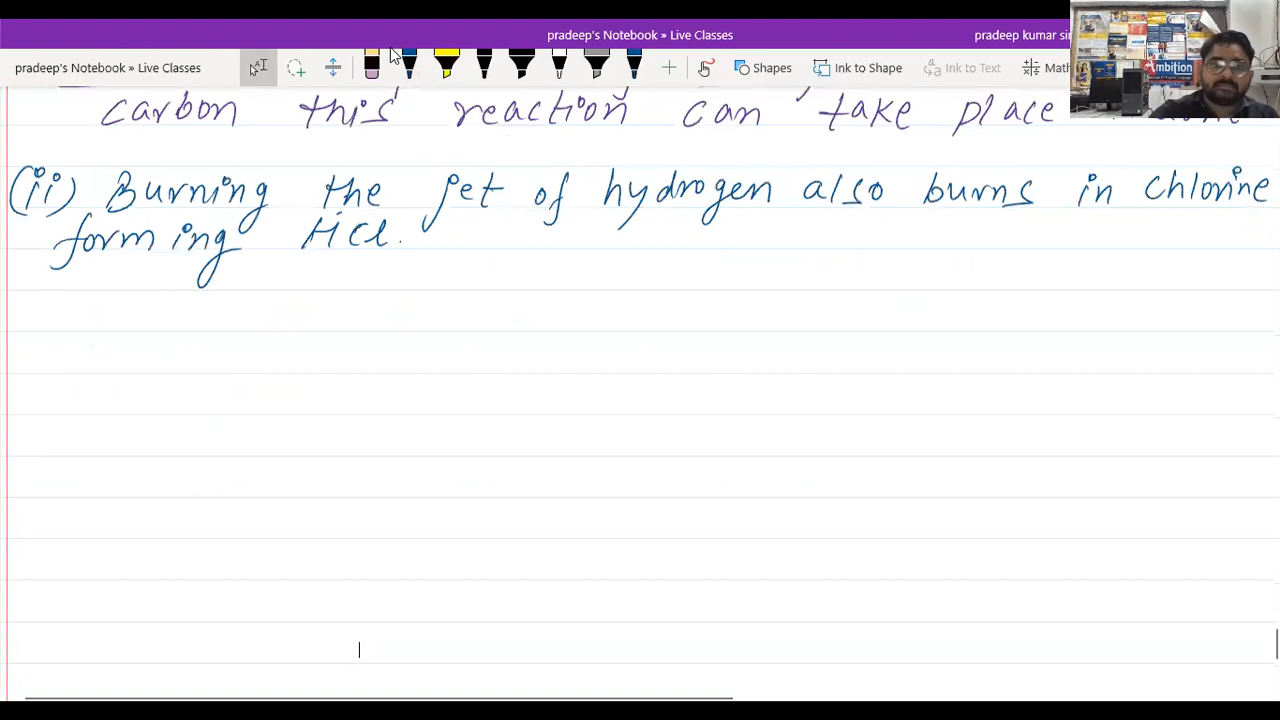 pradeep's Notebook » Live Classes
pradeep kumar
pradeep's Notebook » Live Classes
Shapes
Ink to Shape
Ink to Text
Math
Ambition
carbon this reaction can take place
(ii) Burning the jet of hydrogen also burns in chlorine
forming HCl.